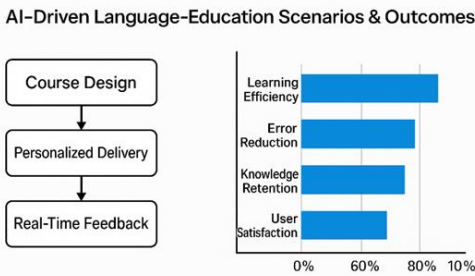 AI-Driven Language-Education Scenarios & Outcomes
Course Design
Personalized Delivery
Real-Time Feedback
Learning
Efficiency
Error
Reduction
Knowledge
Retention
User
Satisfaction
0% 60% 80% 10%